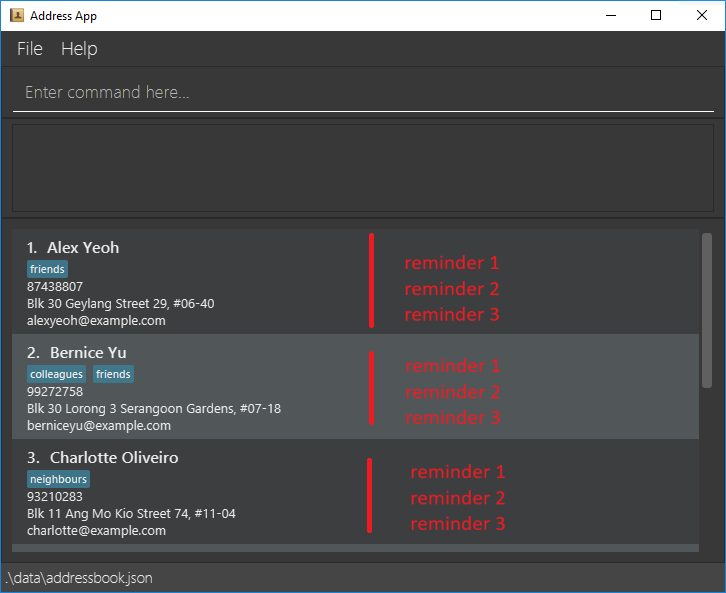 Address App
File Help
Enter command here...
1. Alex Yeoh
friends
87438807
Blk 30 Geylang Street 29, #06-40
alexyeoh@example.com
reminder 1
reminder 2
reminder 3
2. Bernice Yu
colleagues friends
99272758
Blk 30 Lorong 3 Serangoon Gardens, #07-18
berniceyu@example.com
reminder 1
reminder 2
reminder 3
3. Charlotte Oliveiro
neighbours
93210283
Blk 11 Ang Mo Kio Street 74, #11-04
charlotte@example.com
reminder 1
reminder 2
reminder 3
.\data\addressbook.json